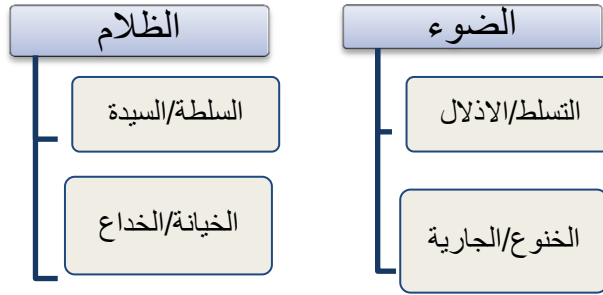 الضوء
التسلط/الاذلال
الخنوع/الجارية
الظلام
السلطة/السيدة
الخيانة/الخداع